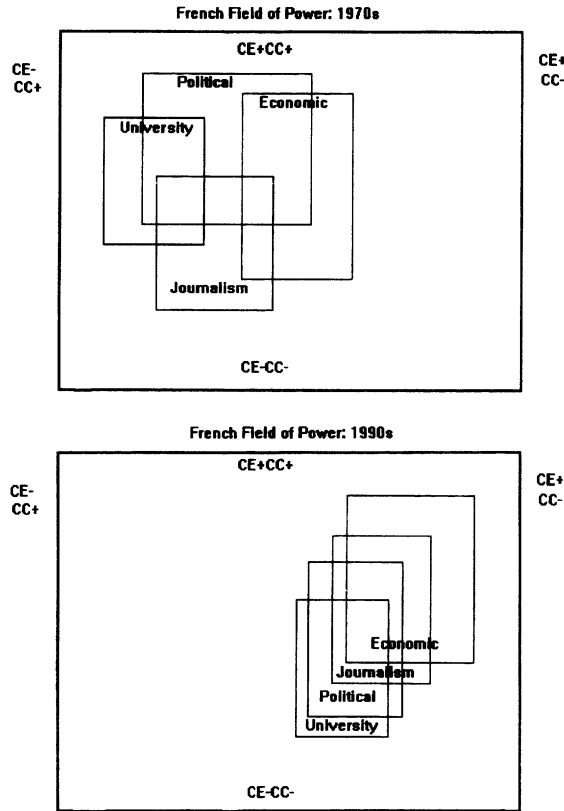 French Field of Power: 1970s
CE+CC+
CE-
CC+
CE+
CC-
Political
Economic
University
Journalism
CE-CC-
French Field of Power: 1990s
CE+CC+
CE-
CC+
CE+
CC-
Economic
Journalism
Political
University
CE-CC-